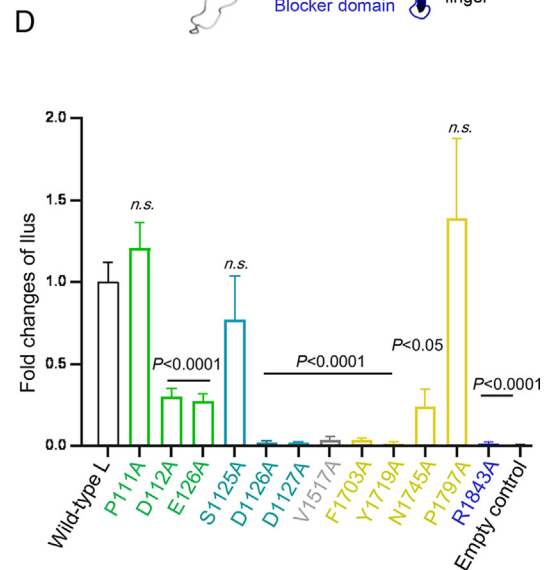 D
Blocker domain
finger
Fold changes of Iluc
2.0
1.5
1.0
0.5
0.0
n.s.
P<0.0001
n.s.
P<0.0001
P<0.05
n.s.
P<0.0001
Wild-type L
P111A
D112A
E126A
S1125A
D1126A
D1127A
V1517A
F1703A
Y1719A
N1745A
P1797A
R1843A
Empty control